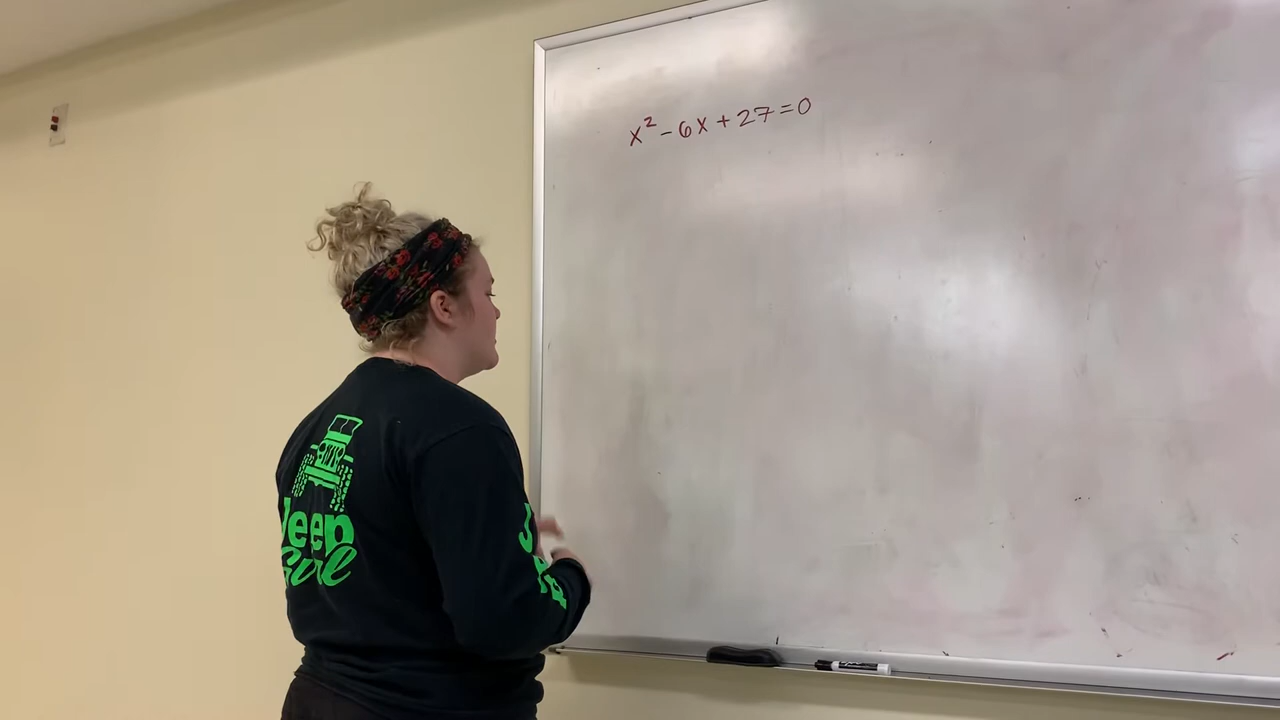 x² - 6x + 27 = 0
Jeep
Girl